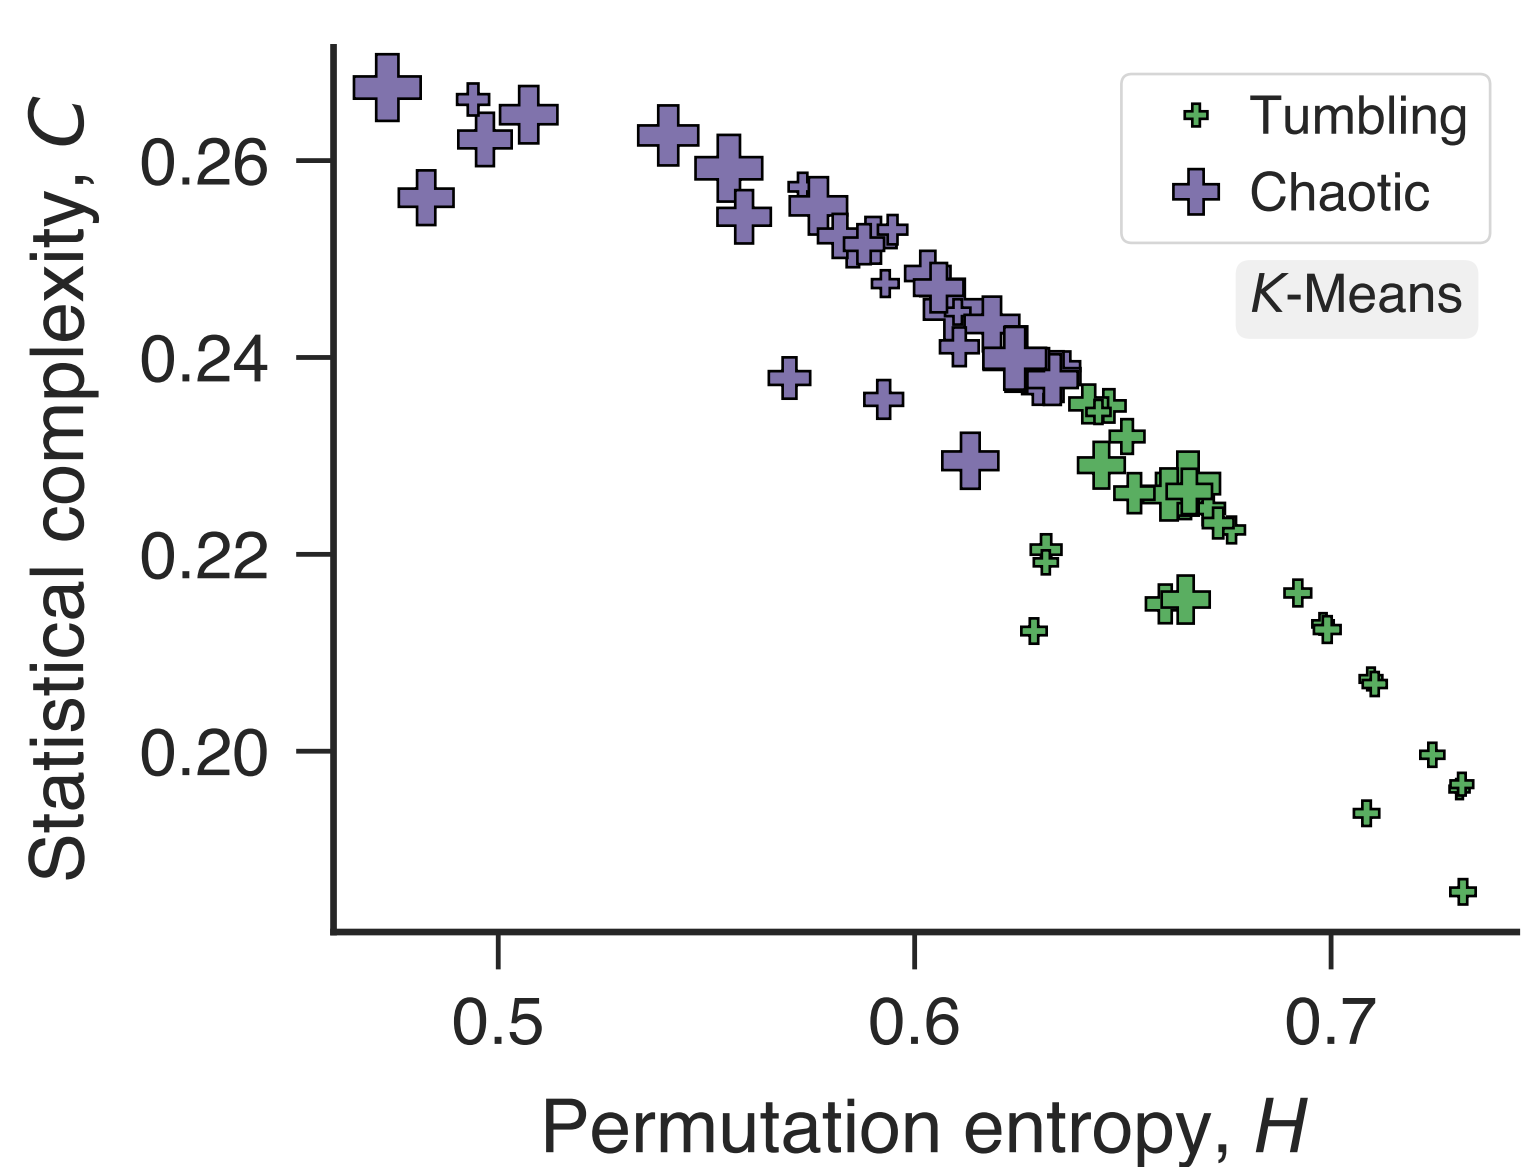 Statistical complexity, C
0.26
0.24
0.22
0.20
Tumbling
Chaotic
K-Means
0.5
0.6
0.7
Permutation entropy, H